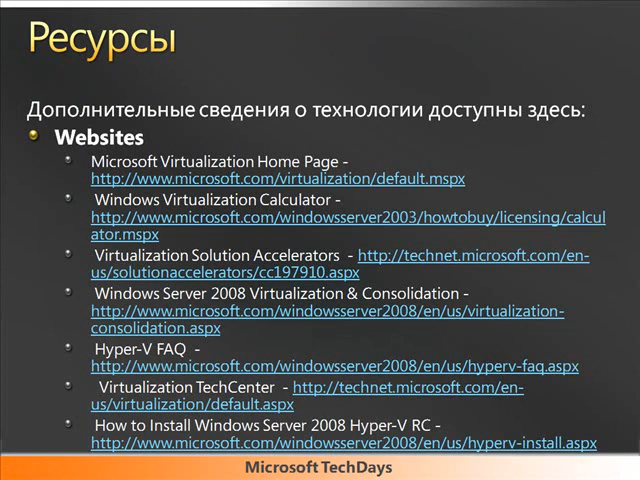 Ресурсы
Дополнительные сведения о технологии доступны здесь:
Websites
Microsoft Virtualization Home Page -
http://www.microsoft.com/virtualization/default.mspx
Windows Virtualization Calculator -
http://www.microsoft.com/windowsserver2003/howtobuy/licensing/calcul
ator.mspx
Virtualization Solution Accelerators - http://technet.microsoft.com/en-
us/solutionaccelerators/cc197910.aspx
Windows Server 2008 Virtualization & Consolidation -
http://www.microsoft.com/windowsserver2008/en/us/virtualization-
consolidation.aspx
Hyper-V FAQ -
http://www.microsoft.com/windowsserver2008/en/us/hyperv-faq.aspx
Virtualization TechCenter - http://technet.microsoft.com/en-
us/virtualization/default.aspx
How to Install Windows Server 2008 Hyper-V RC -
http://www.microsoft.com/windowsserver2008/en/us/hyperv-install.aspx
Microsoft TechDays